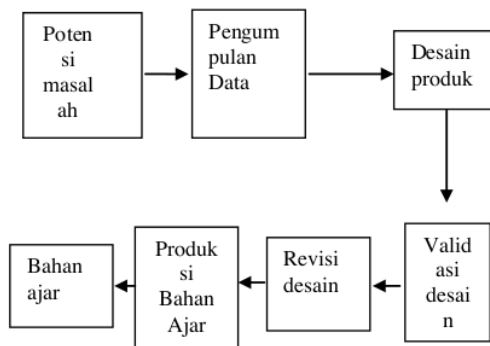 Poten
si
masal
ah
Pengum
pulan
Data
Desain
produk
Valid
asi
desai
n
Revisi
desain
Produk
si
Bahan
Ajar
Bahan
ajar